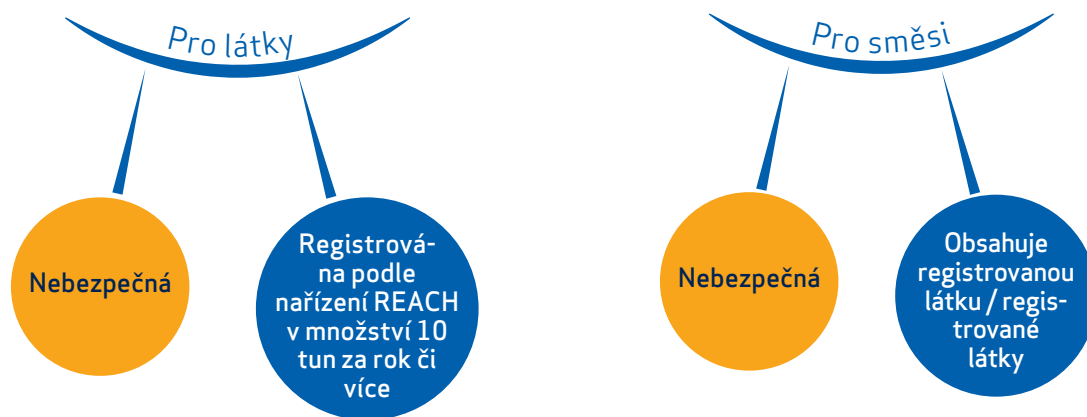 Pro látky
Nebezpečná
Registrová-
na podle
nařízení REACH
v množství 10
tun za rok či
více
Pro směsi
Nebezpečná
Obsahuje
registrovanou
látku / regis-
trované
látky